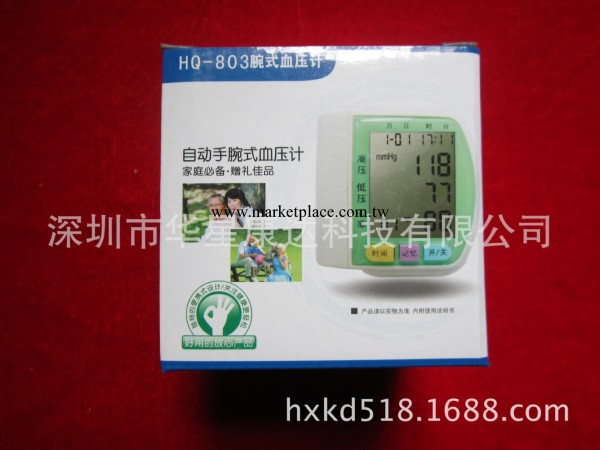 HQ-803腕式血压计
自动手腕式血压计
家庭必备·赠礼佳品
月 日 时 分
1-01 17:11
高压
mmHg
118
低压
77
时间
记忆
开/关
www.marketplace.com.tw
深圳市华星康达科技有限公司
■ 产品请以实物为准，内附使用说明书
好用的放心产品
hxkd518.1688.com